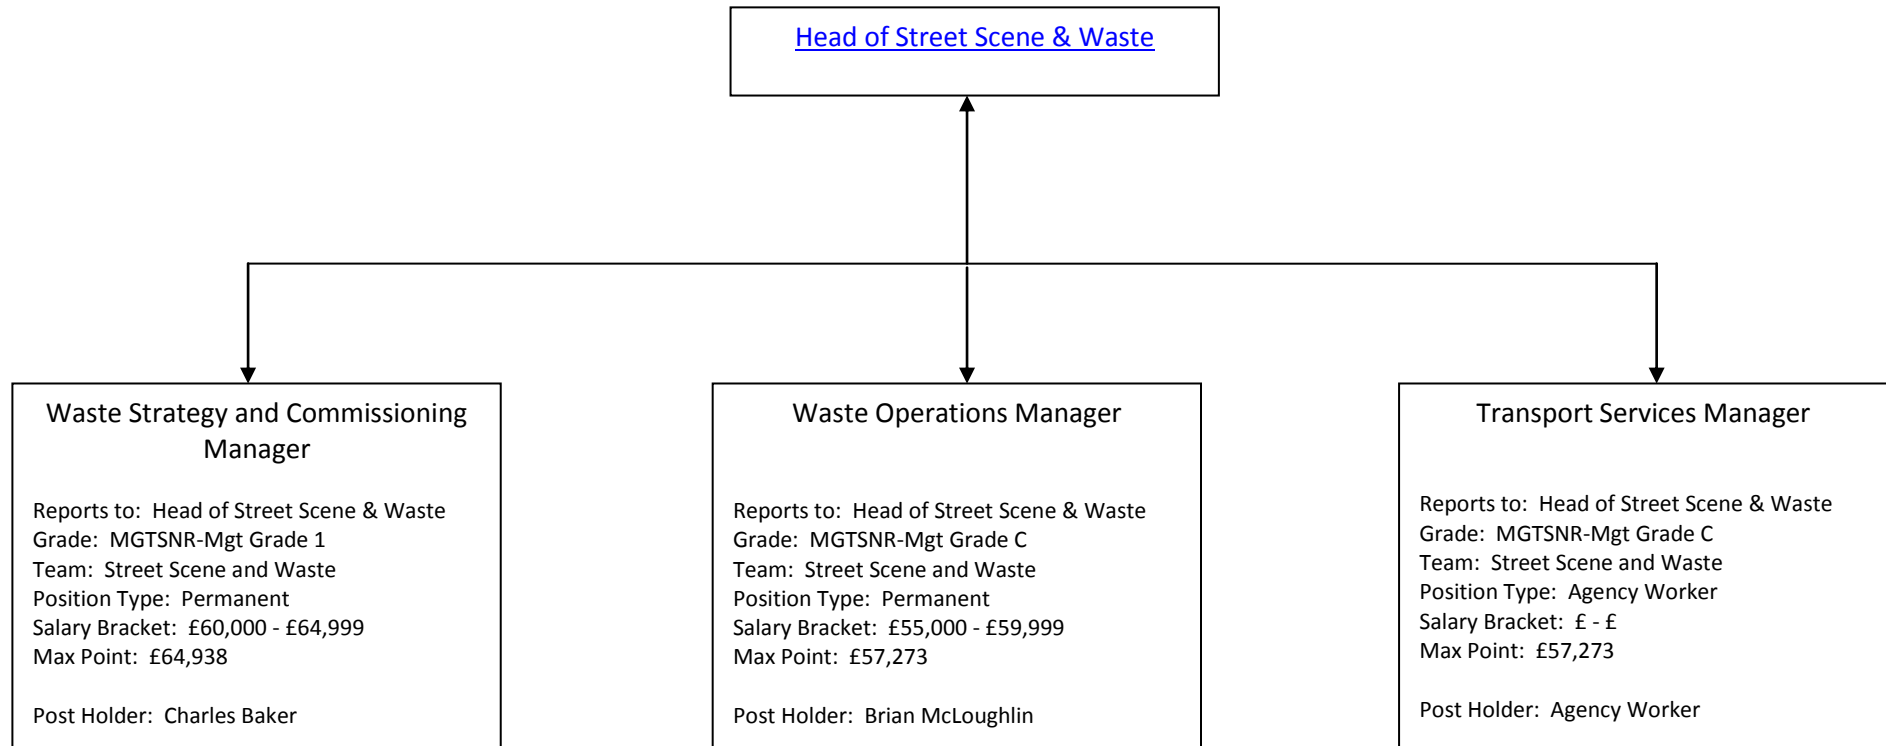 Head of Street Scene & Waste
Waste Strategy and Commissioning
Manager
Reports to: Head of Street Scene & Waste
Grade: MGTSNR-Mgt Grade 1
Team: Street Scene and Waste
Position Type: Permanent
Salary Bracket: £60,000 - £64,999
Max Point: £64,938
Post Holder: Charles Baker
Waste Operations Manager
Reports to: Head of Street Scene & Waste
Grade: MGTSNR-Mgt Grade C
Team: Street Scene and Waste
Position Type: Permanent
Salary Bracket: £55,000 - £59,999
Max Point: £57,273
Post Holder: Brian McLoughlin
Transport Services Manager
Reports to: Head of Street Scene & Waste
Grade: MGTSNR-Mgt Grade C
Team: Street Scene and Waste
Position Type: Agency Worker
Salary Bracket: £ - £
Max Point: £57,273
Post Holder: Agency Worker